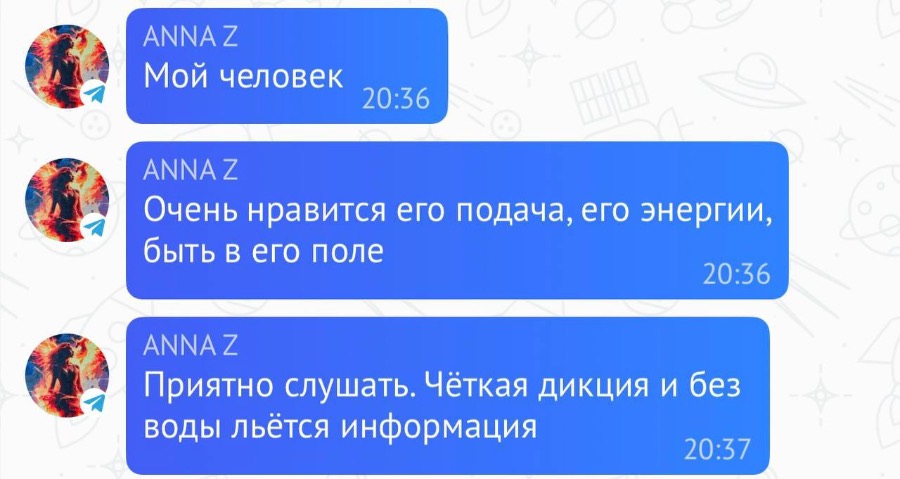 ANNA Z
Мой человек
20:36
ANNA Z
Очень нравится его подача, его энергии,
быть в его поле
20:36
ANNA Z
Приятно слушать. Чёткая дикция и без
воды льётся информация
20:37